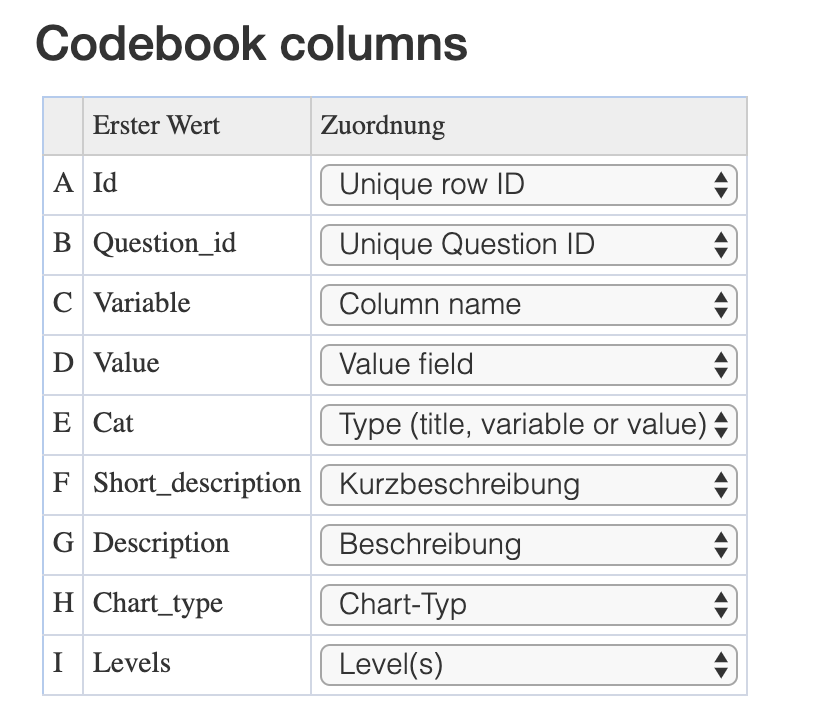 Codebook columns
Erster Wert Zuordnung
A Id Unique row ID
B Question_id Unique Question ID
C Variable Column name
D Value Value field
E Cat Type (title, variable or value)
F Short_description Kurzbeschreibung
G Description Beschreibung
H Chart_type Chart-Typ
I Levels Level(s)